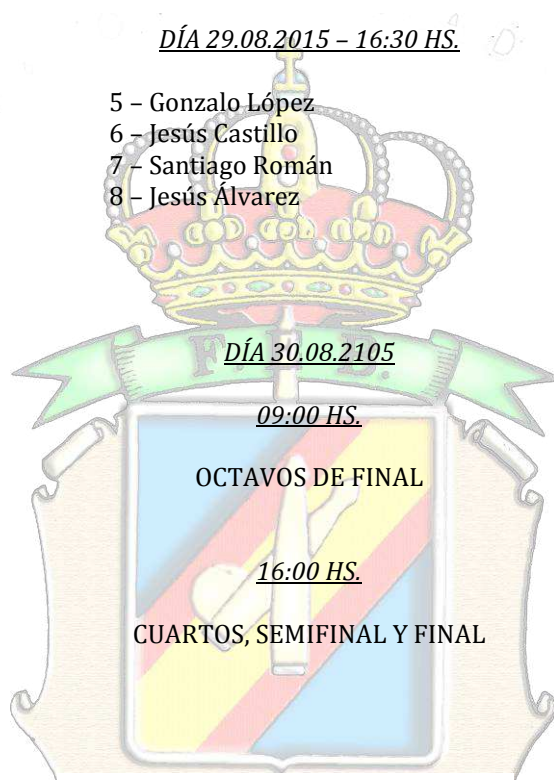 DÍA 29.08.2015 – 16:30 HS.
5 – Gonzalo López
6 – Jesús Castillo
7 – Santiago Román
8 – Jesús Álvarez
DÍA 30.08.2105
09:00 HS.
OCTAVOS DE FINAL
16:00 HS.
CUARTOS, SEMIFINAL Y FINAL